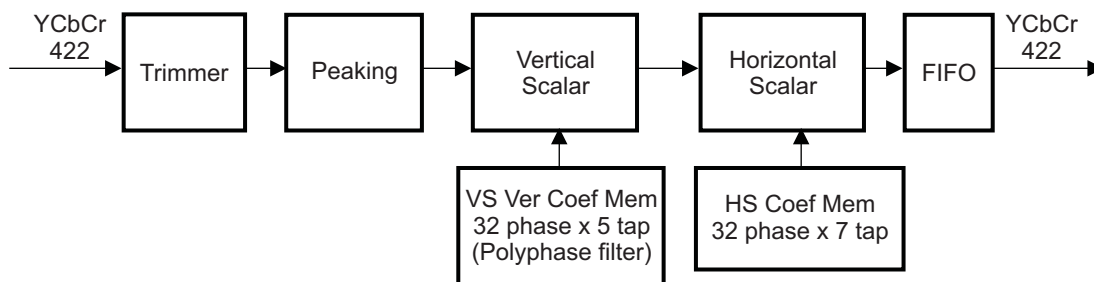 YCbCr
422
Trimmer
Peaking
Vertical
Scalar
Horizontal
Scalar
FIFO
YCbCr
422
VS Ver Coef Mem
32 phase x 5 tap
(Polyphase filter)
HS Coef Mem
32 phase x 7 tap